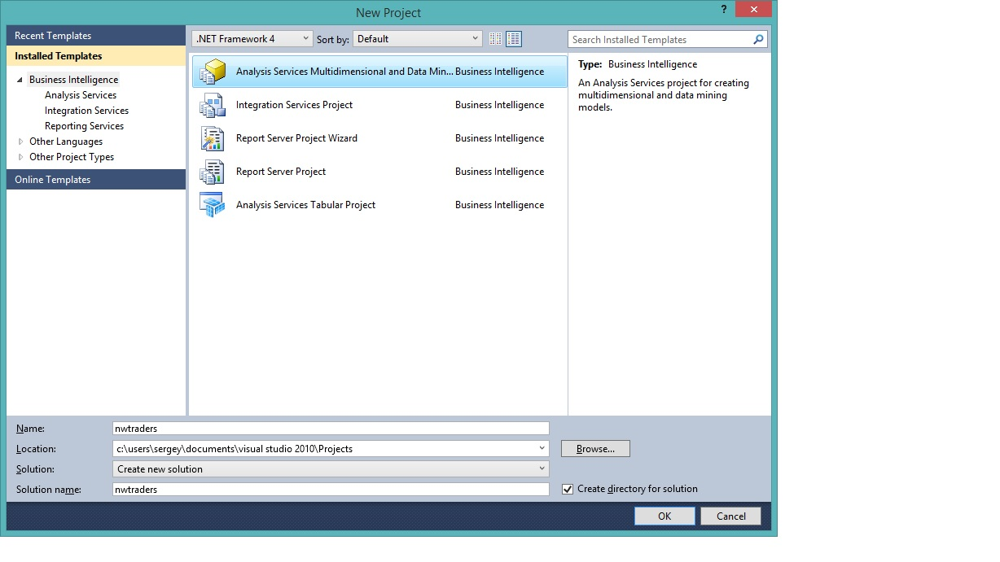 New Project
?
Recent Templates
Installed Templates
Business Intelligence
Analysis Services
Integration Services
Reporting Services
Other Languages
Other Project Types
Online Templates
.NET Framework 4
Sort by:
Default
Search Installed Templates
Analysis Services Multidimensional and Data Min... Business Intelligence
Integration Services Project Business Intelligence
Report Server Project Wizard Business Intelligence
Report Server Project Business Intelligence
Analysis Services Tabular Project Business Intelligence
Type: Business Intelligence
An Analysis Services project for creating
multidimensional and data mining
models.
Name: nwtraders
Location: c:\users\sergey\documents\visual studio 2010\Projects
Browse...
Solution: Create new solution
Solution name: nwtraders
Create directory for solution
OK
Cancel